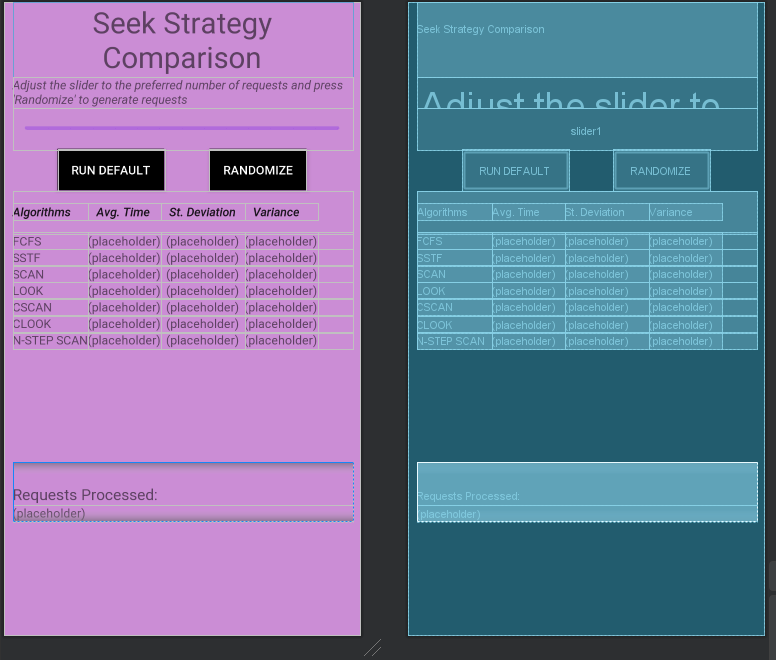 Seek Strategy
Comparison
Adjust the slider to the preferred number of requests and press
'Randomize' to generate requests
RUN DEFAULT RANDOMIZE
Algorithms Avg. Time St. Deviation Variance
FCFS (placeholder) (placeholder) (placeholder)
SSTF (placeholder) (placeholder) (placeholder)
SCAN (placeholder) (placeholder) (placeholder)
LOOK (placeholder) (placeholder) (placeholder)
CSCAN (placeholder) (placeholder) (placeholder)
CLOOK (placeholder) (placeholder) (placeholder)
N-STEP SCAN (placeholder) (placeholder) (placeholder)
Requests Processed:
(placeholder)
Seek Strategy Comparison
Adjust the slider to
slider1
RUN DEFAULT RANDOMIZE
Algorithms Avg. Time St. Deviation Variance
FCFS (placeholder) (placeholder) (placeholder)
SSTF (placeholder) (placeholder) (placeholder)
SCAN (placeholder) (placeholder) (placeholder)
LOOK (placeholder) (placeholder) (placeholder)
CSCAN (placeholder) (placeholder) (placeholder)
CLOOK (placeholder) (placeholder) (placeholder)
N-STEP SCAN (placeholder) (placeholder) (placeholder)
Requests Processed:
(placeholder)